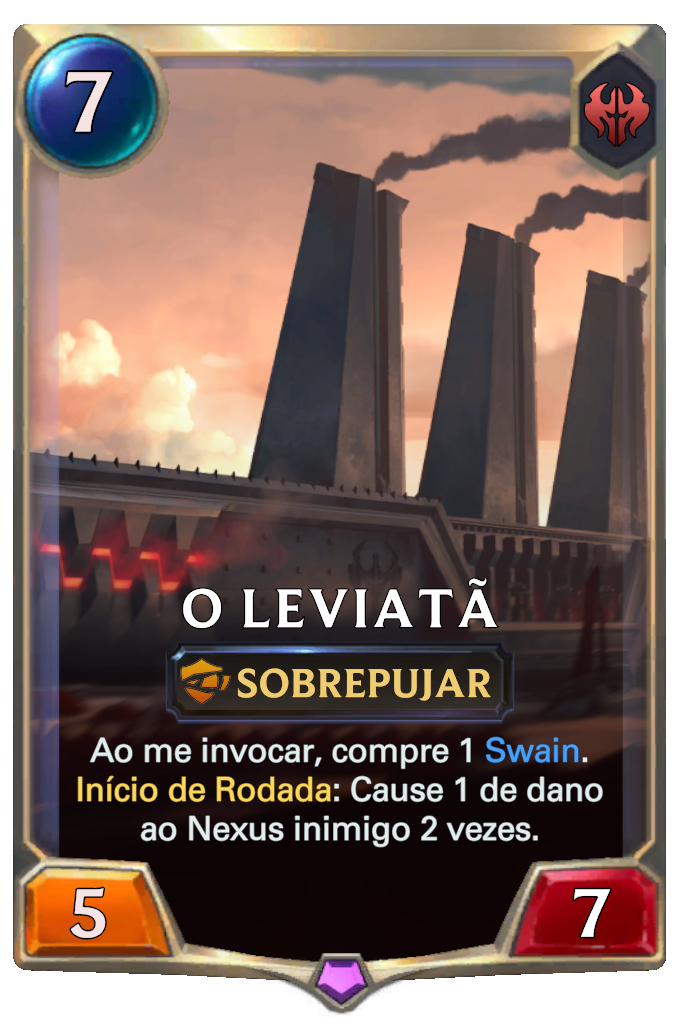 7
O LEVIATÃ
SOBREPUJAR
Ao me invocar, compre 1 Swain.
Início de Rodada: Cause 1 de dano
ao Nexus inimigo 2 vezes.
5
7